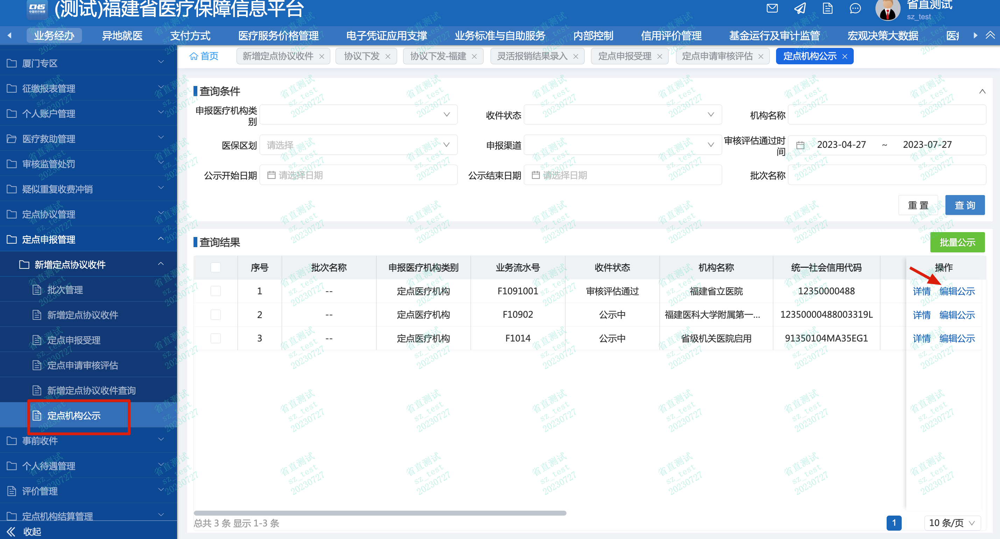 CHS
中国医疗保障
(测试)福建省医疗保障信息平台
省直测试
sz_test
业务经办 异地就医 支付方式 医疗服务价格管理 电子凭证应用支撑 业务标准与自助服务 内部控制 信用评价管理 基金运行及审计监管 宏观决策大数据
首页 新增定点协议收件 × 协议下发 × 协议下发-福建 × 灵活报销结果录入 × 定点申报受理 × 定点申请审核评估 × 定点机构公示 ×
厦门专区
征缴报表管理
个人账户管理
医疗救助管理
审核监管处罚
疑似重复收费冲销
定点协议管理
定点申报管理
新增定点协议收件
批次管理
新增定点协议收件
定点申报受理
定点申请审核评估
新增定点协议收件查询
定点机构公示
事前收件
个人待遇管理
评价管理
定点机构结算管理
收起
查询条件
申报医疗机构类
别
收件状态
机构名称
医保区划 请选择
申报渠道
审核评估通过时
间
2023-04-27 ~ 2023-07-27
公示开始日期 请选择日期
公示结束日期 请选择日期
批次名称
重 置 查 询
查询结果
批量公示
序号 批次名称 申报医疗机构类别 业务流水号 收件状态 机构名称 统一社会信用代码 操作
1 -- 定点医疗机构 F1091001 审核评估通过 福建省立医院 12350000488 详情 编辑公示
2 -- 定点医疗机构 F10902 公示中 福建医科大学附属第一... 12350000488003319L 详情 编辑公示
3 -- 定点医疗机构 F1014 公示中 省级机关医院启用 91350104MA35EG1 详情 编辑公示
总共 3 条 显示 1-3 条
1
10 条/页
省直测试
sz_test
20230727